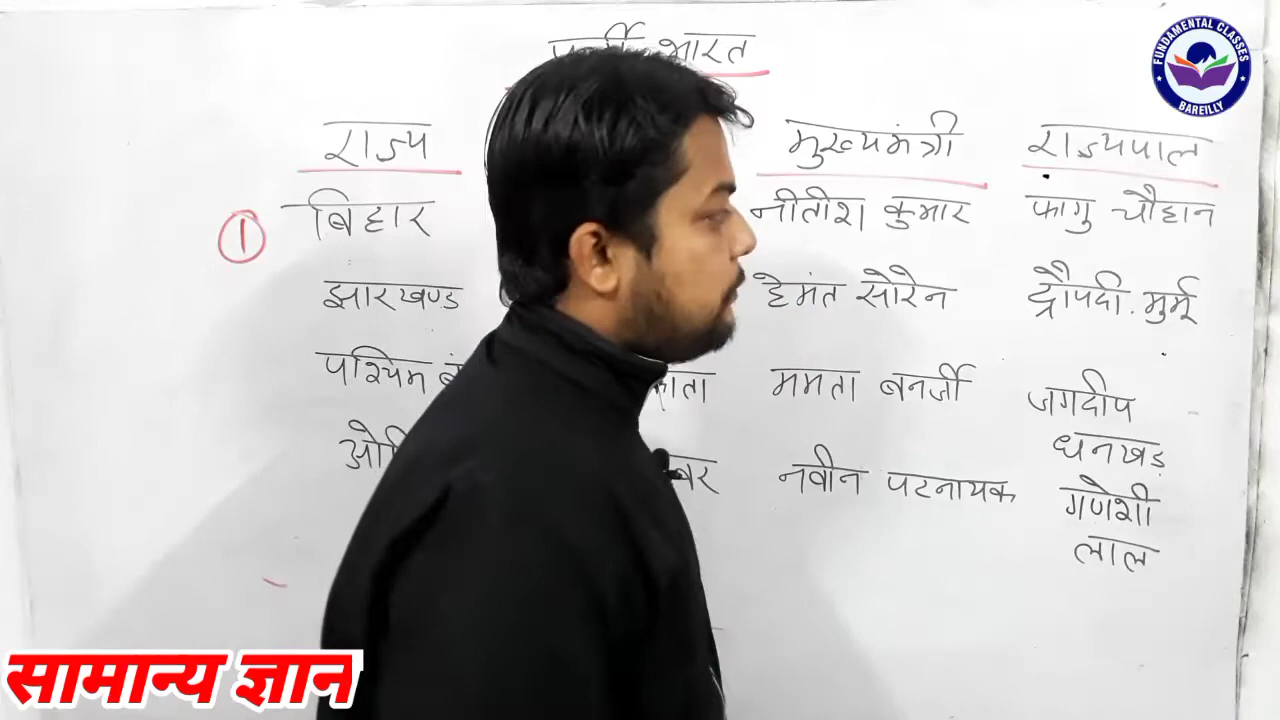 भारत
राज्य मुख्यमंत्री राज्यपाल
① बिहार नीतीश कुमार फागु चौहान
झारखण्ड हेमंत सोरेन द्रौपदी. मुर्मू
पश्चिम ममता बनर्जी जगदीप
धनखड़
नवीन पटनायक गणेशी
लाल
FUNDAMENTAL CLASSES
BAREILLY
सामान्य ज्ञान